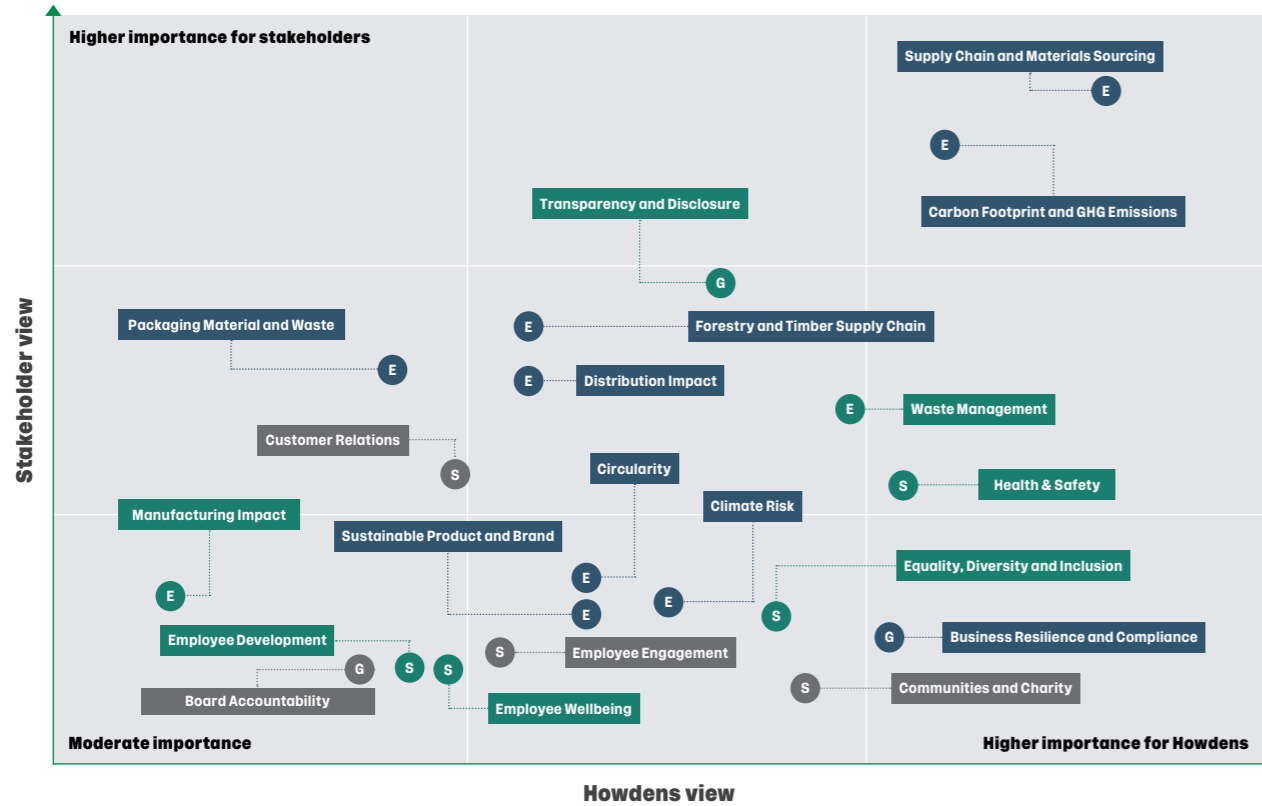 Higher importance for stakeholders
Supply Chain and Materials Sourcing
E
E
Transparency and Disclosure
Carbon Footprint and GHG Emissions
G
Packaging Material and Waste
E
Forestry and Timber Supply Chain
E
E
Distribution Impact
E
Waste Management
Customer Relations
S
Circularity
S
Health & Safety
Manufacturing Impact
Climate Risk
Sustainable Product and Brand
E
Equality, Diversity and Inclusion
E
E
E
S
Employee Development
S
G
Business Resilience and Compliance
S
Employee Engagement
G
S
Board Accountability
S
Communities and Charity
Employee Wellbeing
Moderate importance
Higher importance for Howdens
Stakeholder view
Howdens view